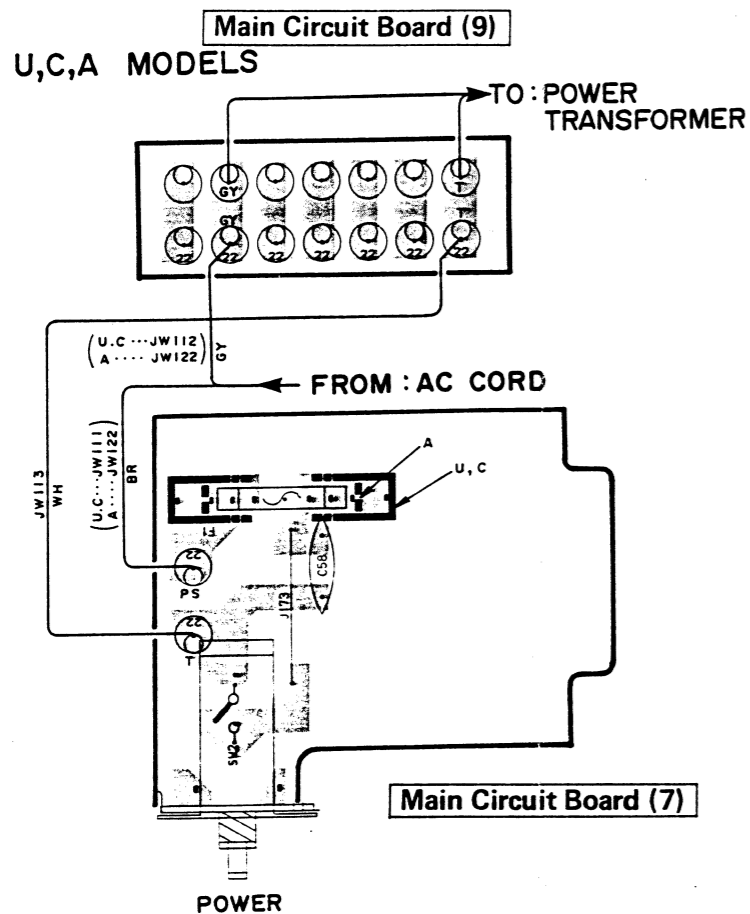 Main Circuit Board (9)
U,C,A MODELS
TO : POWER
TRANSFORMER
GY
T
GY
T
22
22
22
22
22
22
22
(U.C ··· JW112
A ···· JW122)
GY
FROM : AC CORD
JW113
WH
(U.C ··· JW111
A ···· JW122)
BR
A
U, C
F1
22
PS
C58
J173
22
T
SW2
Main Circuit Board (7)
POWER